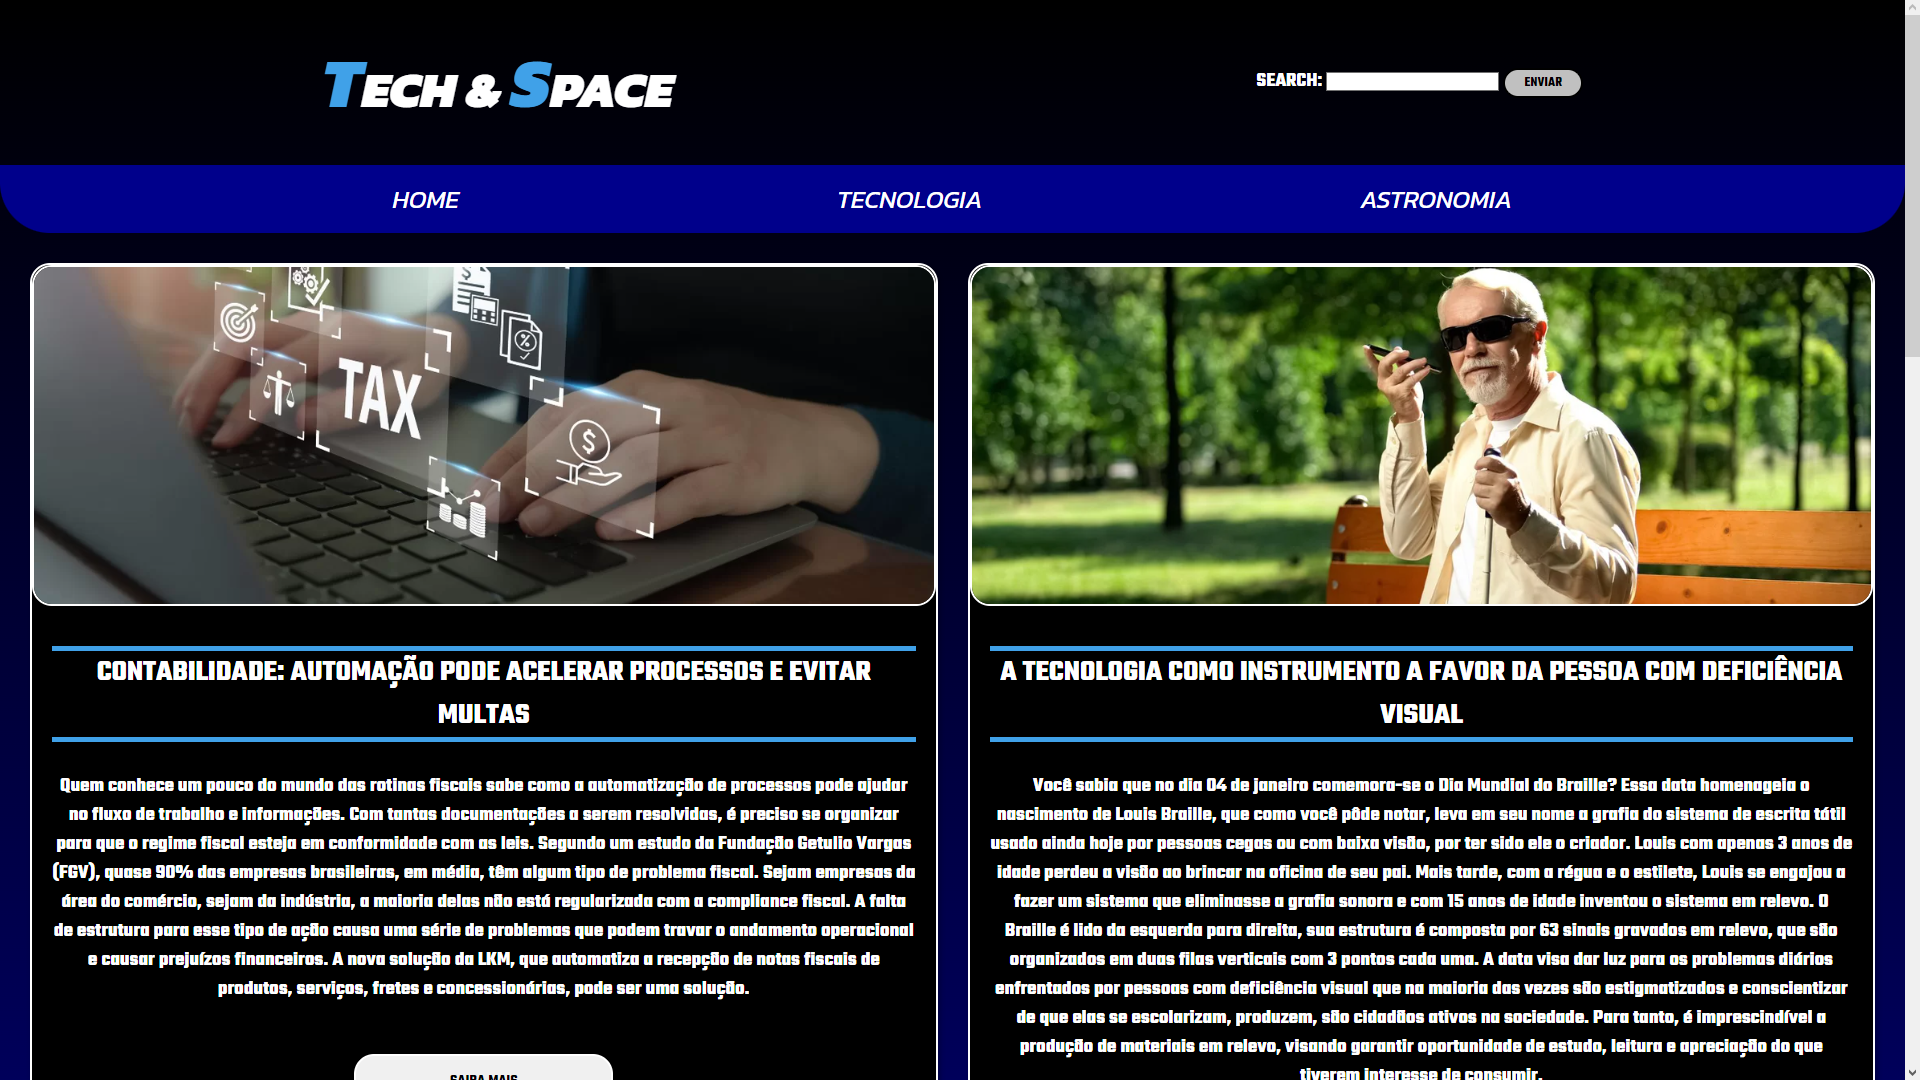 TECH & SPACE
SEARCH:
ENVIAR
HOME
TECNOLOGIA
ASTRONOMIA
TAX
CONTABILIDADE: AUTOMAÇÃO PODE ACELERAR PROCESSOS E EVITAR
MULTAS
Quem conhece um pouco do mundo das rotinas fiscais sabe como a automatização de processos pode ajudar
no fluxo de trabalho e informações. Com tantas documentações a serem resolvidas, é preciso se organizar
para que o regime fiscal esteja em conformidade com as leis. Segundo um estudo da Fundação Getulio Vargas
(FGV), quase 90% das empresas brasileiras, em média, têm algum tipo de problema fiscal. Sejam empresas da
área do comércio, sejam da indústria, a maioria delas não está regularizada com a compliance fiscal. A falta
de estrutura para esse tipo de ação causa uma série de problemas que podem travar o andamento operacional
e causar prejuízos financeiros. A nova solução da LKM, que automatiza a recepção de notas fiscais de
produtos, serviços, fretes e concessionárias, pode ser uma solução.
SAIBA MAIS
A TECNOLOGIA COMO INSTRUMENTO A FAVOR DA PESSOA COM DEFICIÊNCIA
VISUAL
Você sabia que no dia 04 de janeiro comemora-se o Dia Mundial do Braille? Essa data homenageia o
nascimento de Louis Braille, que como você pôde notar, leva em seu nome a grafia do sistema de escrita tátil
usado ainda hoje por pessoas cegas ou com baixa visão, por ter sido ele o criador. Louis com apenas 3 anos de
idade perdeu a visão ao brincar na oficina de seu pai. Mais tarde, com a régua e o estilete, Louis se engajou a
fazer um sistema que eliminasse a grafia sonora e com 15 anos de idade inventou o sistema em relevo. O
Braille é lido da esquerda para direita, sua estrutura é composta por 63 sinais gravados em relevo, que são
organizados em duas filas verticais com 3 pontos cada uma. A data visa dar luz para os problemas diários
enfrentados por pessoas com deficiência visual que na maioria das vezes são estigmatizados e conscientizar
de que elas se escolarizam, produzem, são cidadãos ativos na sociedade. Para tanto, é imprescindível a
produção de materiais em relevo, visando garantir oportunidade de estudo, leitura e apreciação do que
tiverem interesse de consumir.